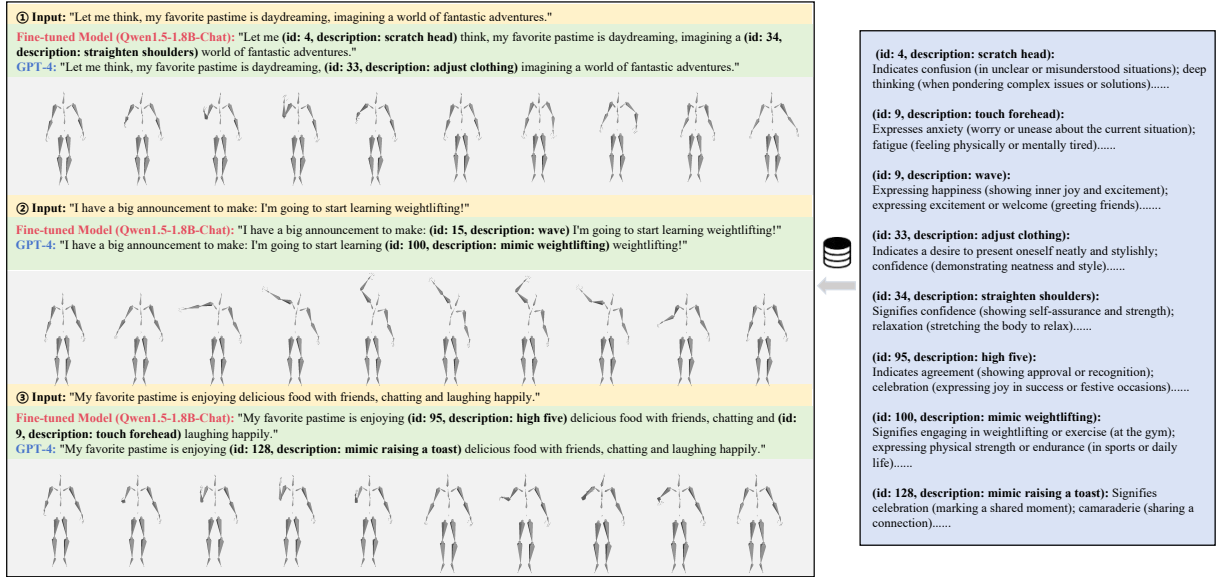 ① Input: "Let me think, my favorite pastime is daydreaming, imagining a world of fantastic adventures."
Fine-tuned Model (Qwen1.5-1.8B-Chat): "Let me (id: 4, description: scratch head) think, my favorite pastime is daydreaming, imagining a (id: 34,
description: straighten shoulders) world of fantastic adventures."
GPT-4: "Let me think, my favorite pastime is daydreaming, (id: 33, description: adjust clothing) imagining a world of fantastic adventures."
② Input: "I have a big announcement to make: I'm going to start learning weightlifting!"
Fine-tuned Model (Qwen1.5-1.8B-Chat): "I have a big announcement to make: (id: 15, description: wave) I'm going to start learning weightlifting!"
GPT-4: "I have a big announcement to make: I'm going to start learning (id: 100, description: mimic weightlifting) weightlifting!"
③ Input: "My favorite pastime is enjoying delicious food with friends, chatting and laughing happily."
Fine-tuned Model (Qwen1.5-1.8B-Chat): "My favorite pastime is enjoying (id: 95, description: high five) delicious food with friends, chatting and (id:
9, description: touch forehead) laughing happily."
GPT-4: "My favorite pastime is enjoying (id: 128, description: mimic raising a toast) delicious food with friends, chatting and laughing happily."
(id: 4, description: scratch head):
Indicates confusion (in unclear or misunderstood situations); deep
thinking (when pondering complex issues or solutions)......
(id: 9, description: touch forehead):
Expresses anxiety (worry or unease about the current situation);
fatigue (feeling physically or mentally tired)......
(id: 9, description: wave):
Expressing happiness (showing inner joy and excitement);
expressing excitement or welcome (greeting friends).......
(id: 33, description: adjust clothing):
Indicates a desire to present oneself neatly and stylishly;
confidence (demonstrating neatness and style)......
(id: 34, description: straighten shoulders):
Signifies confidence (showing self-assurance and strength);
relaxation (stretching the body to relax)......
(id: 95, description: high five):
Indicates agreement (showing approval or recognition);
celebration (expressing joy in success or festive occasions)......
(id: 100, description: mimic weightlifting):
Signifies engaging in weightlifting or exercise (at the gym);
expressing physical strength or endurance (in sports or daily
life)......
(id: 128, description: mimic raising a toast): Signifies
celebration (marking a shared moment); camaraderie (sharing a
connection)......